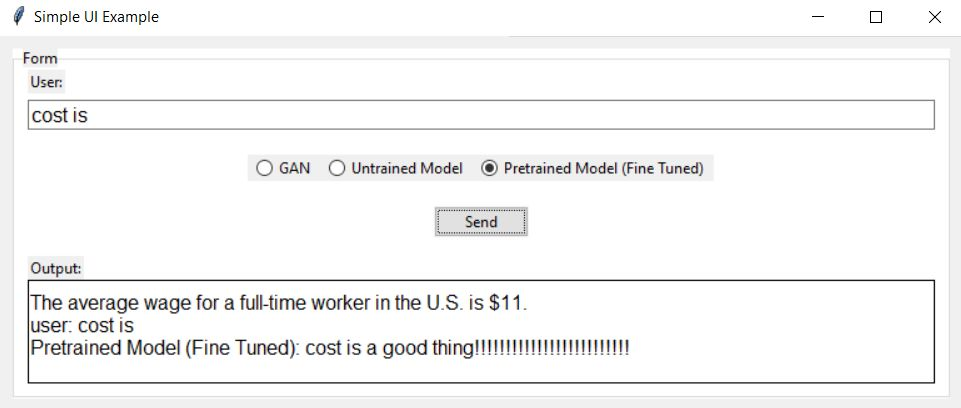 Simple UI Example
Form
User:
cost is
GAN Untrained Model Pretrained Model (Fine Tuned)
Send
Output:
The average wage for a full-time worker in the U.S. is $11.
user: cost is
Pretrained Model (Fine Tuned): cost is a good thing!!!!!!!!!!!!!!!!!!!!!!!!!